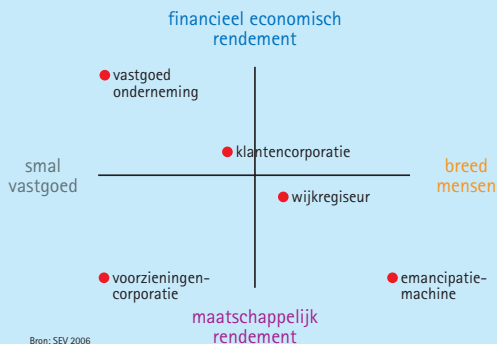 financieel economisch
rendement
vastgoed
onderneming
klantencorporatie
smal
vastgoed
breed
mensen
wijkregiseur
voorzieningen-
corporatie
emancipatie-
machine
maatschappelijk
rendement
Bron: SEV 2006